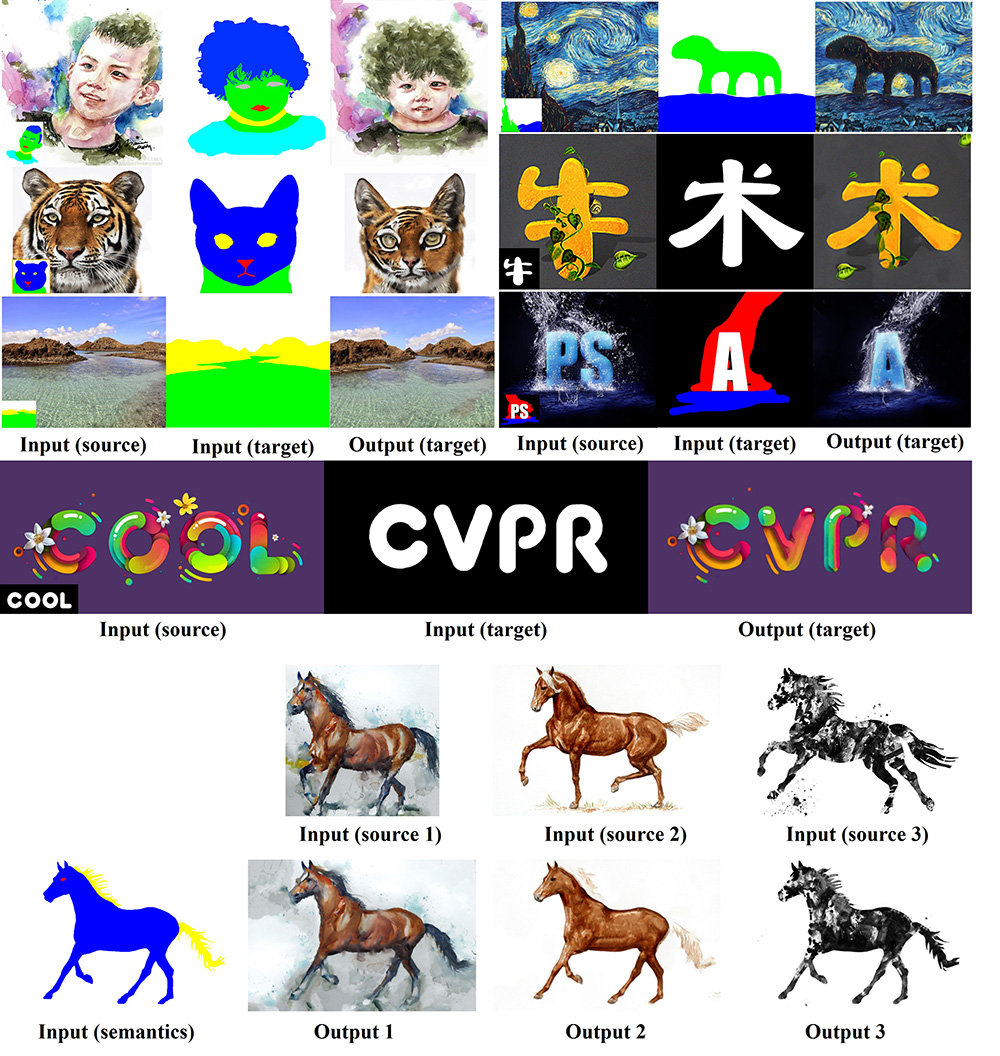 牛
术
术
牛
PS
A
A
PS
Input (source)
Input (target)
Output (target)
Input (source)
Input (target)
Output (target)
COOL
CVPR
CVPR
COOL
Input (source)
Input (target)
Output (target)
Input (source 1)
Input (source 2)
Input (source 3)
Input (semantics)
Output 1
Output 2
Output 3